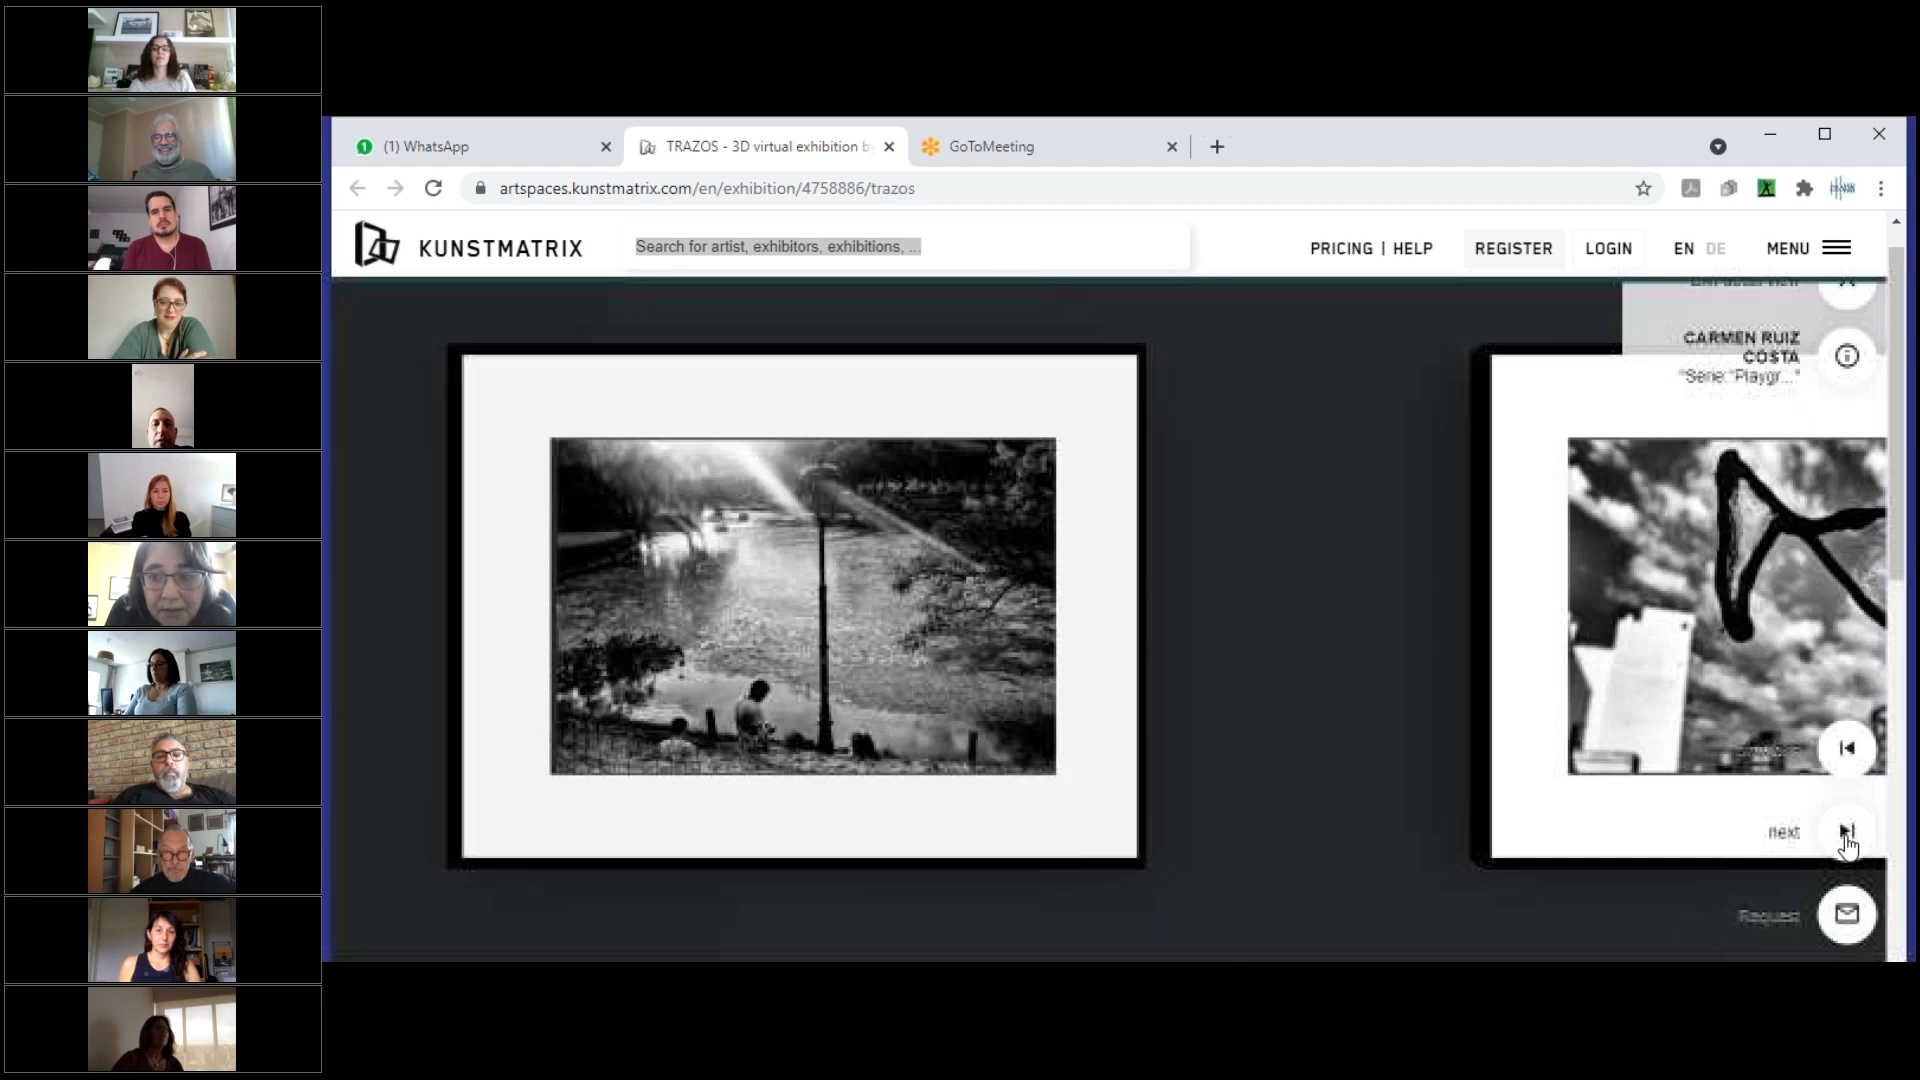 (1) WhatsApp
TRAZOS - 3D virtual exhibition b
GoToMeeting
artspaces.kunstmatrix.com/en/exhibition/4758886/trazos
KUNSTMATRIX
Search for artist, exhibitors, exhibitions, ...
PRICING | HELP
REGISTER
LOGIN
EN DE
MENU
CARMEN RUIZ
COSTA
"Serie:"Playgr..."
next
Request